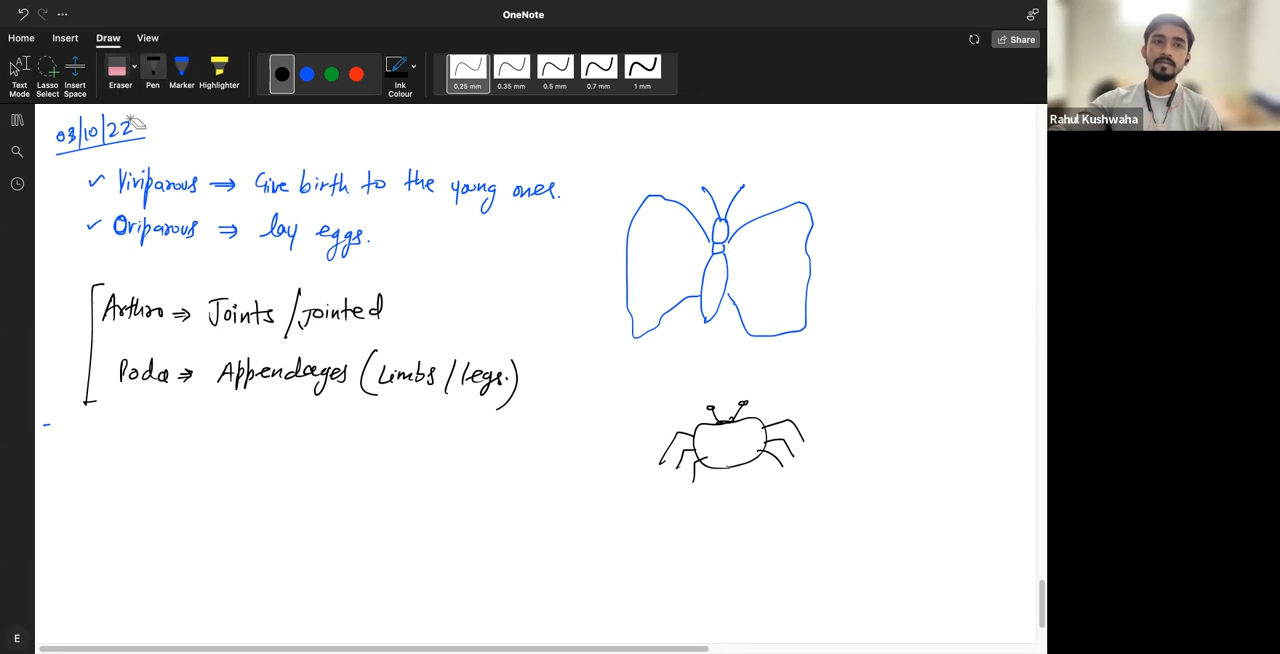 OneNote
Home Insert Draw View
Share
Text Mode
Lasso Select
Insert Space
Eraser
Pen
Marker
Highlighter
Ink Colour
0.25 mm
0.35 mm
0.5 mm
0.7 mm
1 mm
Rahul Kushwaha
03/10/22
✓ Viviparous ⇒ Give birth to the young ones.
✓ Oviparous ⇒ lay eggs.
Arthro ⇒ Joints/Jointed
Poda ⇒ Appendages (Limbs/legs.)
E